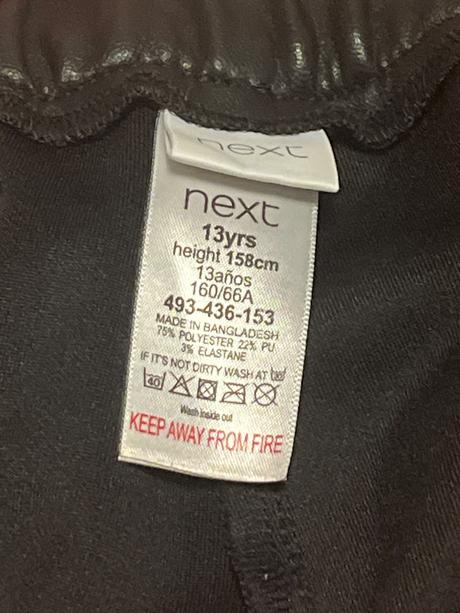 next
next
13yrs
height 158cm
13años
160/66A
493-436-153
MADE IN BANGLADESH
75% POLYESTER 22% PU
3% ELASTANE
IF IT'S NOT DIRTY WASH AT
40
Wash inside out
KEEP AWAY FROM FIRE